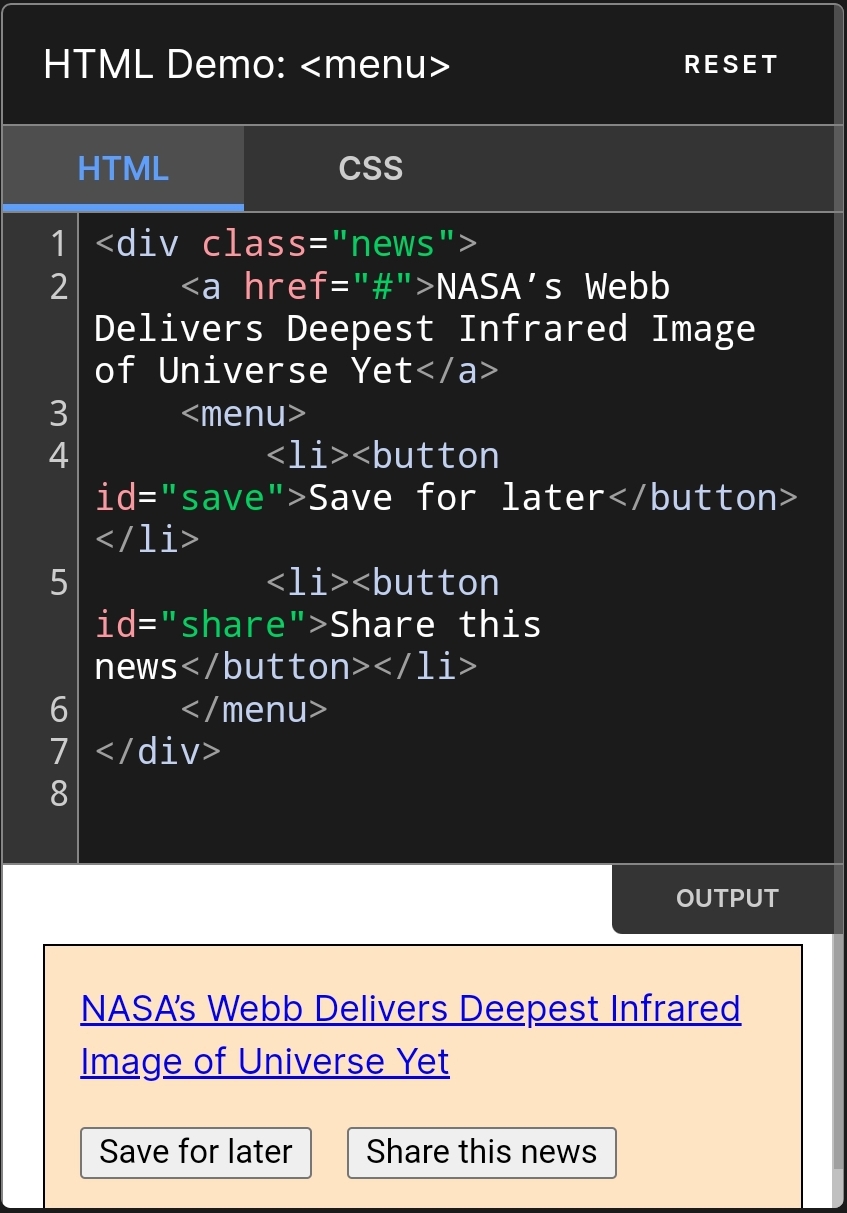 HTML Demo: <menu>
RESET
HTML
CSS
1 <div class="news">
2     <a href="#">NASA’s Webb
Delivers Deepest Infrared Image
of Universe Yet</a>
3     <menu>
4         <li><button
id="save">Save for later</button>
</li>
5         <li><button
id="share">Share this
news</button></li>
6     </menu>
7 </div>
8
OUTPUT
NASA’s Webb Delivers Deepest Infrared
Image of Universe Yet
Save for later
Share this news